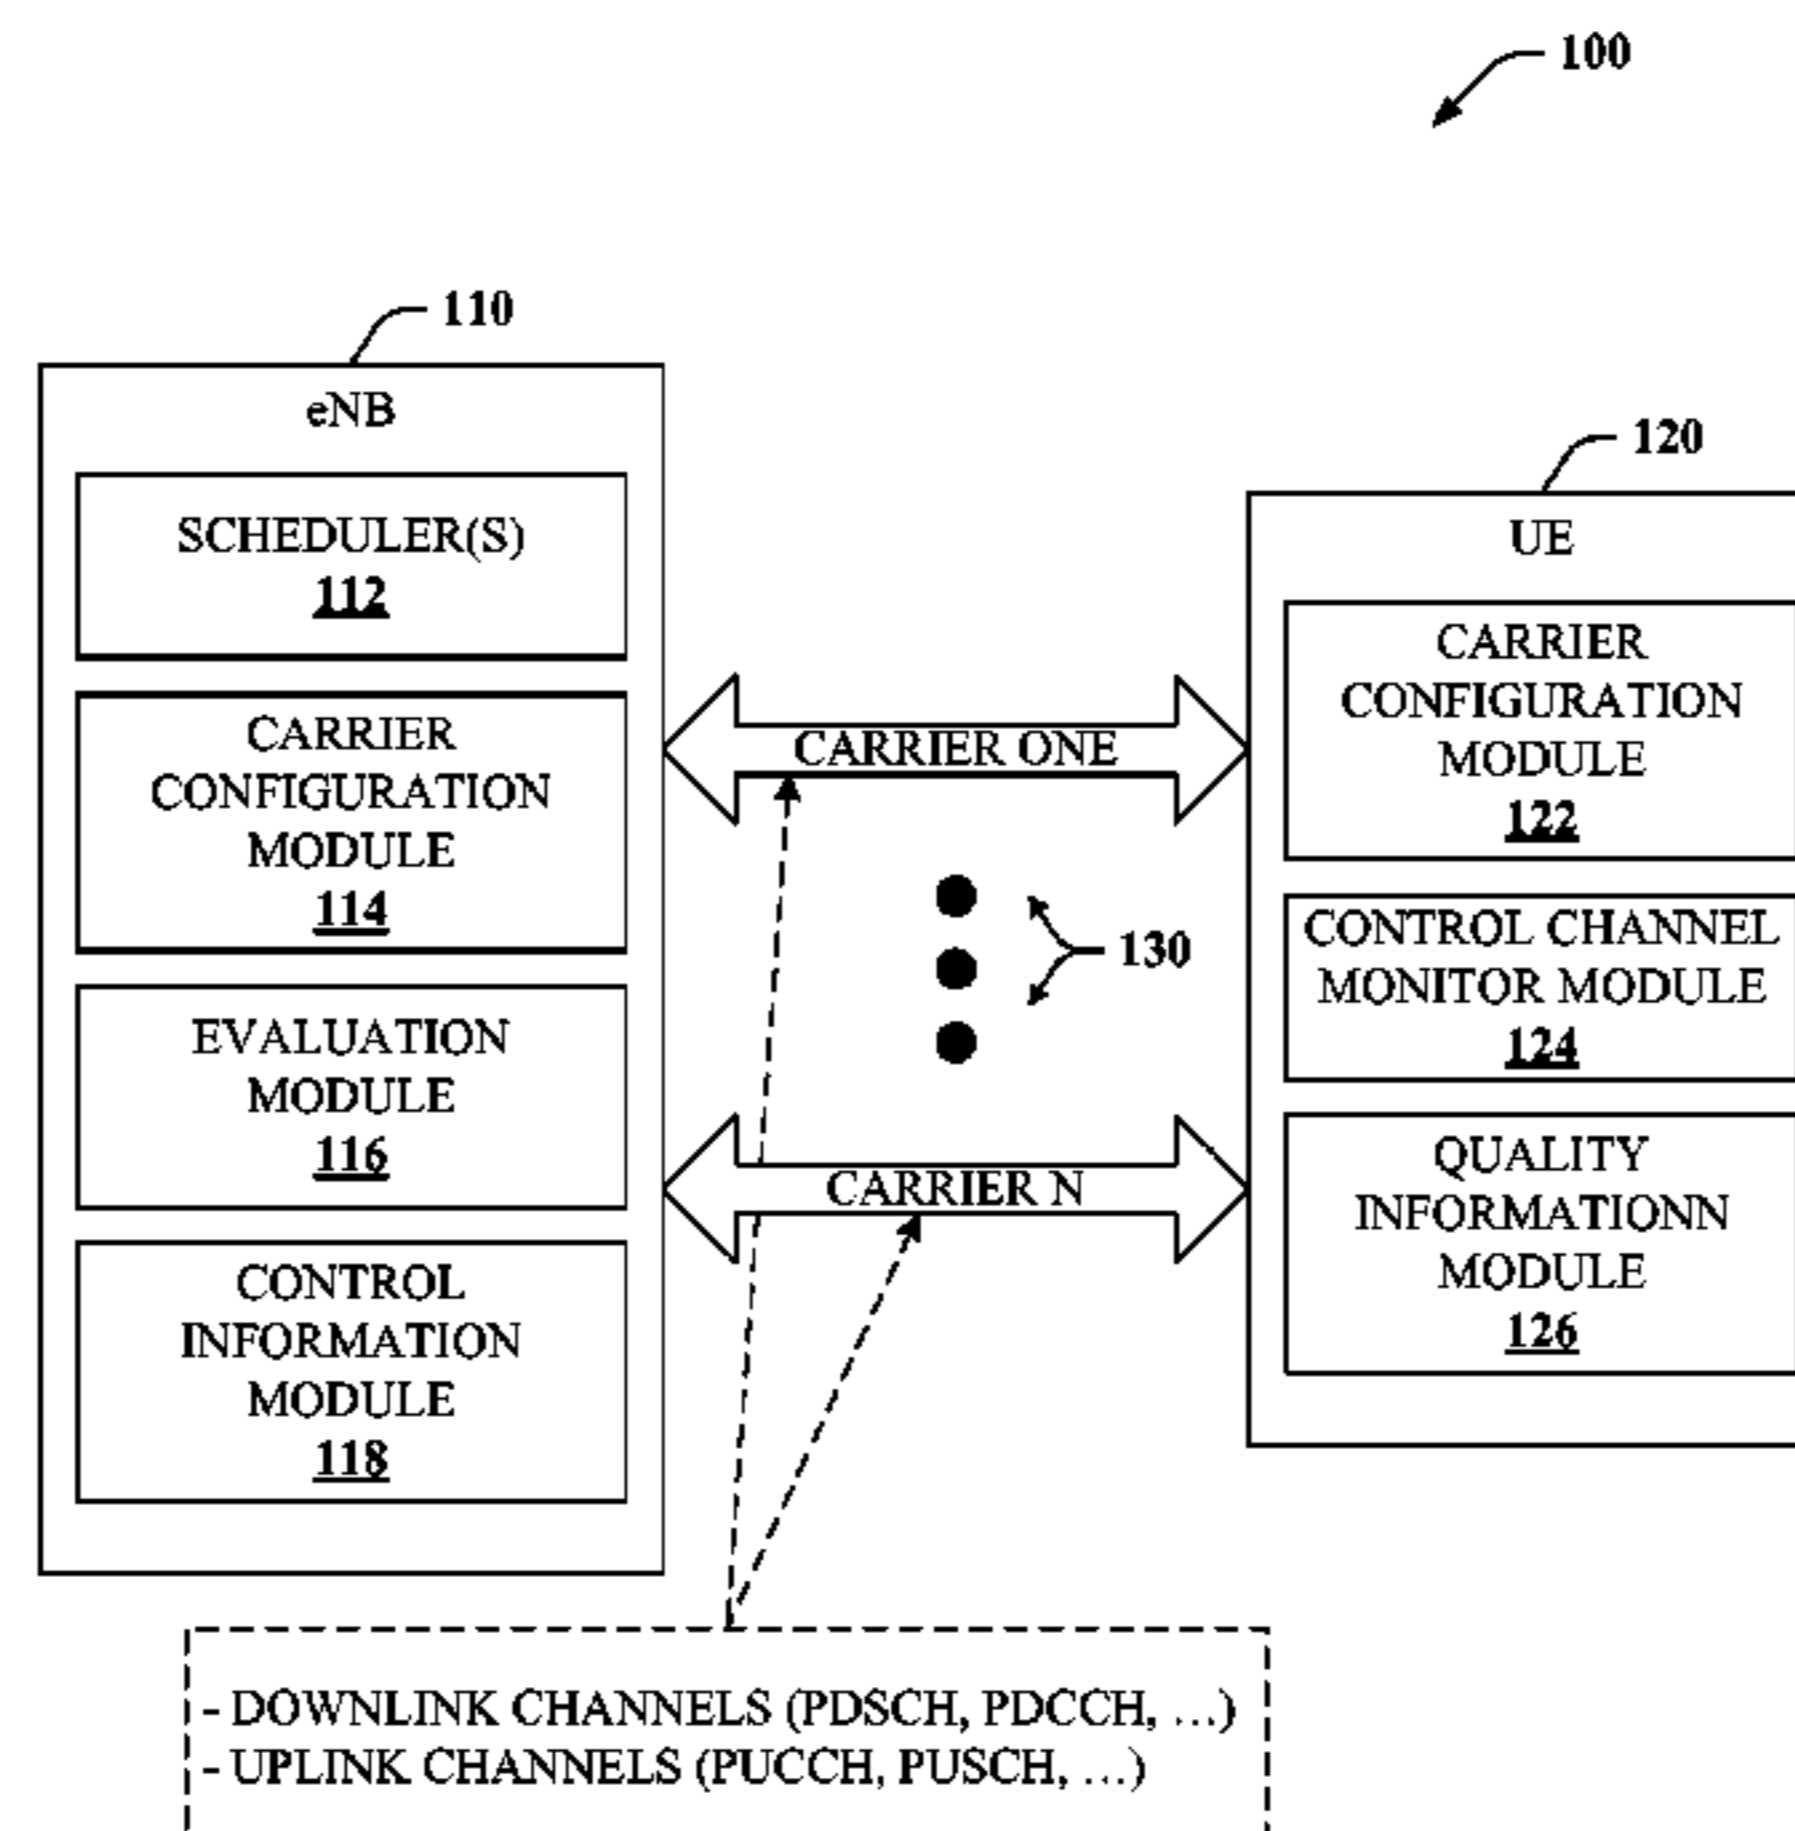 100
110
eNB
SCHEDULER(S)
112
CARRIER
CONFIGURATION
MODULE
114
EVALUATION
MODULE
116
CONTROL
INFORMATION
MODULE
118
CARRIER ONE
130
CARRIER N
120
UE
CARRIER
CONFIGURATION
MODULE
122
CONTROL CHANNEL
MONITOR MODULE
124
QUALITY
INFORMATIONN
MODULE
126
- DOWNLINK CHANNELS (PDSCH, PDCCH, …)
- UPLINK CHANNELS (PUCCH, PUSCH, …)